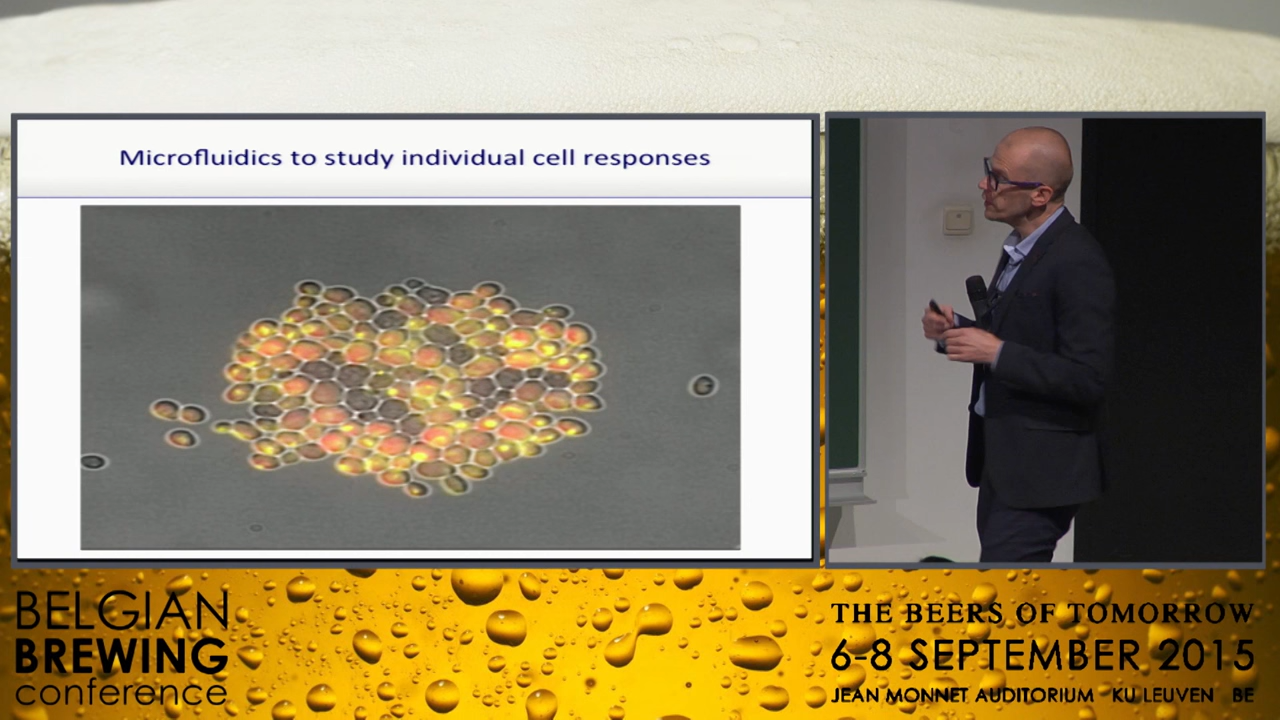 Microfluidics to study individual cell responses
BELGIAN
BREWING
conference
THE BEERS OF TOMORROW
6-8 SEPTEMBER 2015
JEAN MONNET AUDITORIUM KU LEUVEN BE